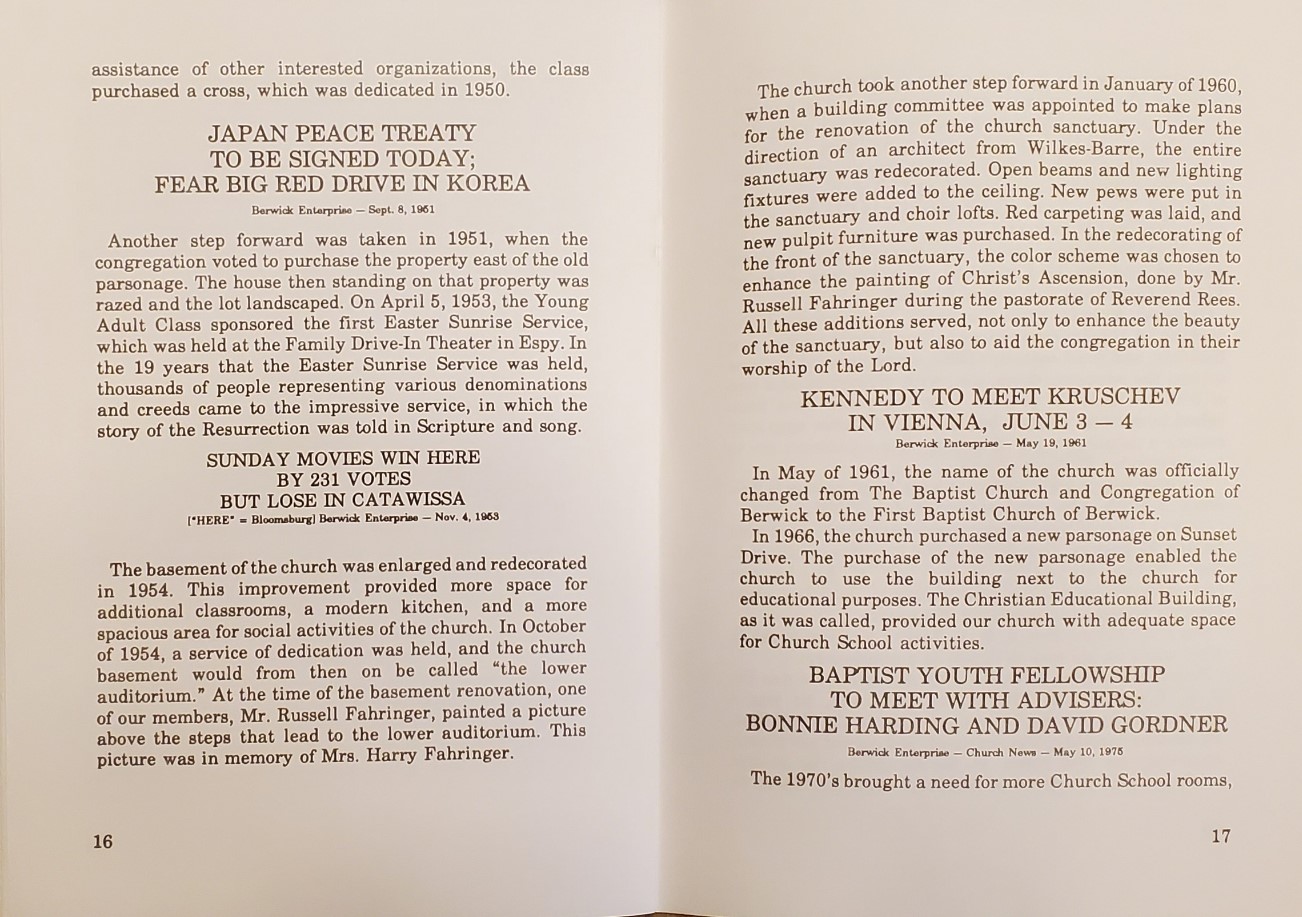 assistance of other interested organizations, the class
purchased a cross, which was dedicated in 1950.
JAPAN PEACE TREATY
TO BE SIGNED TODAY;
FEAR BIG RED DRIVE IN KOREA
Berwick Enterprise — Sept. 8, 1951
Another step forward was taken in 1951, when the
congregation voted to purchase the property east of the old
parsonage. The house then standing on that property was
razed and the lot landscaped. On April 5, 1953, the Young
Adult Class sponsored the first Easter Sunrise Service,
which was held at the Family Drive-In Theater in Espy. In
the 19 years that the Easter Sunrise Service was held,
thousands of people representing various denominations
and creeds came to the impressive service, in which the
story of the Resurrection was told in Scripture and song.
SUNDAY MOVIES WIN HERE
BY 231 VOTES
BUT LOSE IN CATAWISSA
["HERE" = Bloomsburg] Berwick Enterprise — Nov. 4, 1953
The basement of the church was enlarged and redecorated
in 1954. This improvement provided more space for
additional classrooms, a modern kitchen, and a more
spacious area for social activities of the church. In October
of 1954, a service of dedication was held, and the church
basement would from then on be called "the lower
auditorium." At the time of the basement renovation, one
of our members, Mr. Russell Fahringer, painted a picture
above the steps that lead to the lower auditorium. This
picture was in memory of Mrs. Harry Fahringer.
16
The church took another step forward in January of 1960,
when a building committee was appointed to make plans
for the renovation of the church sanctuary. Under the
direction of an architect from Wilkes-Barre, the entire
sanctuary was redecorated. Open beams and new lighting
fixtures were added to the ceiling. New pews were put in
the sanctuary and choir lofts. Red carpeting was laid, and
new pulpit furniture was purchased. In the redecorating of
the front of the sanctuary, the color scheme was chosen to
enhance the painting of Christ's Ascension, done by Mr.
Russell Fahringer during the pastorate of Reverend Rees.
All these additions served, not only to enhance the beauty
of the sanctuary, but also to aid the congregation in their
worship of the Lord.
KENNEDY TO MEET KRUSCHEV
IN VIENNA, JUNE 3 — 4
Berwick Enterprise — May 19, 1961
In May of 1961, the name of the church was officially
changed from The Baptist Church and Congregation of
Berwick to the First Baptist Church of Berwick.
In 1966, the church purchased a new parsonage on Sunset
Drive. The purchase of the new parsonage enabled the
church to use the building next to the church for
educational purposes. The Christian Educational Building,
as it was called, provided our church with adequate space
for Church School activities.
BAPTIST YOUTH FELLOWSHIP
TO MEET WITH ADVISERS:
BONNIE HARDING AND DAVID GORDNER
Berwick Enterprise — Church News — May 10, 1975
The 1970's brought a need for more Church School rooms,
17